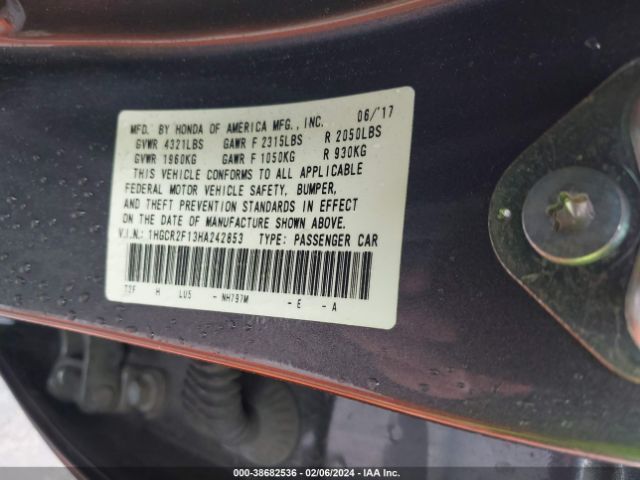 MFD. BY HONDA OF AMERICA MFG., INC. 06/'17
GVWR 4321LBS GAWR F 2315LBS R 2050LBS
GVWR 1960KG GAWR F 1050KG R 930KG
THIS VEHICLE CONFORMS TO ALL APPLICABLE
FEDERAL MOTOR VEHICLE SAFETY, BUMPER,
AND THEFT PREVENTION STANDARDS IN EFFECT
ON THE DATE OF MANUFACTURE SHOWN ABOVE.
V.I.N.: 1HGCR2F13HA242853 TYPE: PASSENGER CAR
T2F H LU5 - NH797M - E - A
000-38682536 - 02/06/2024 - IAA Inc.